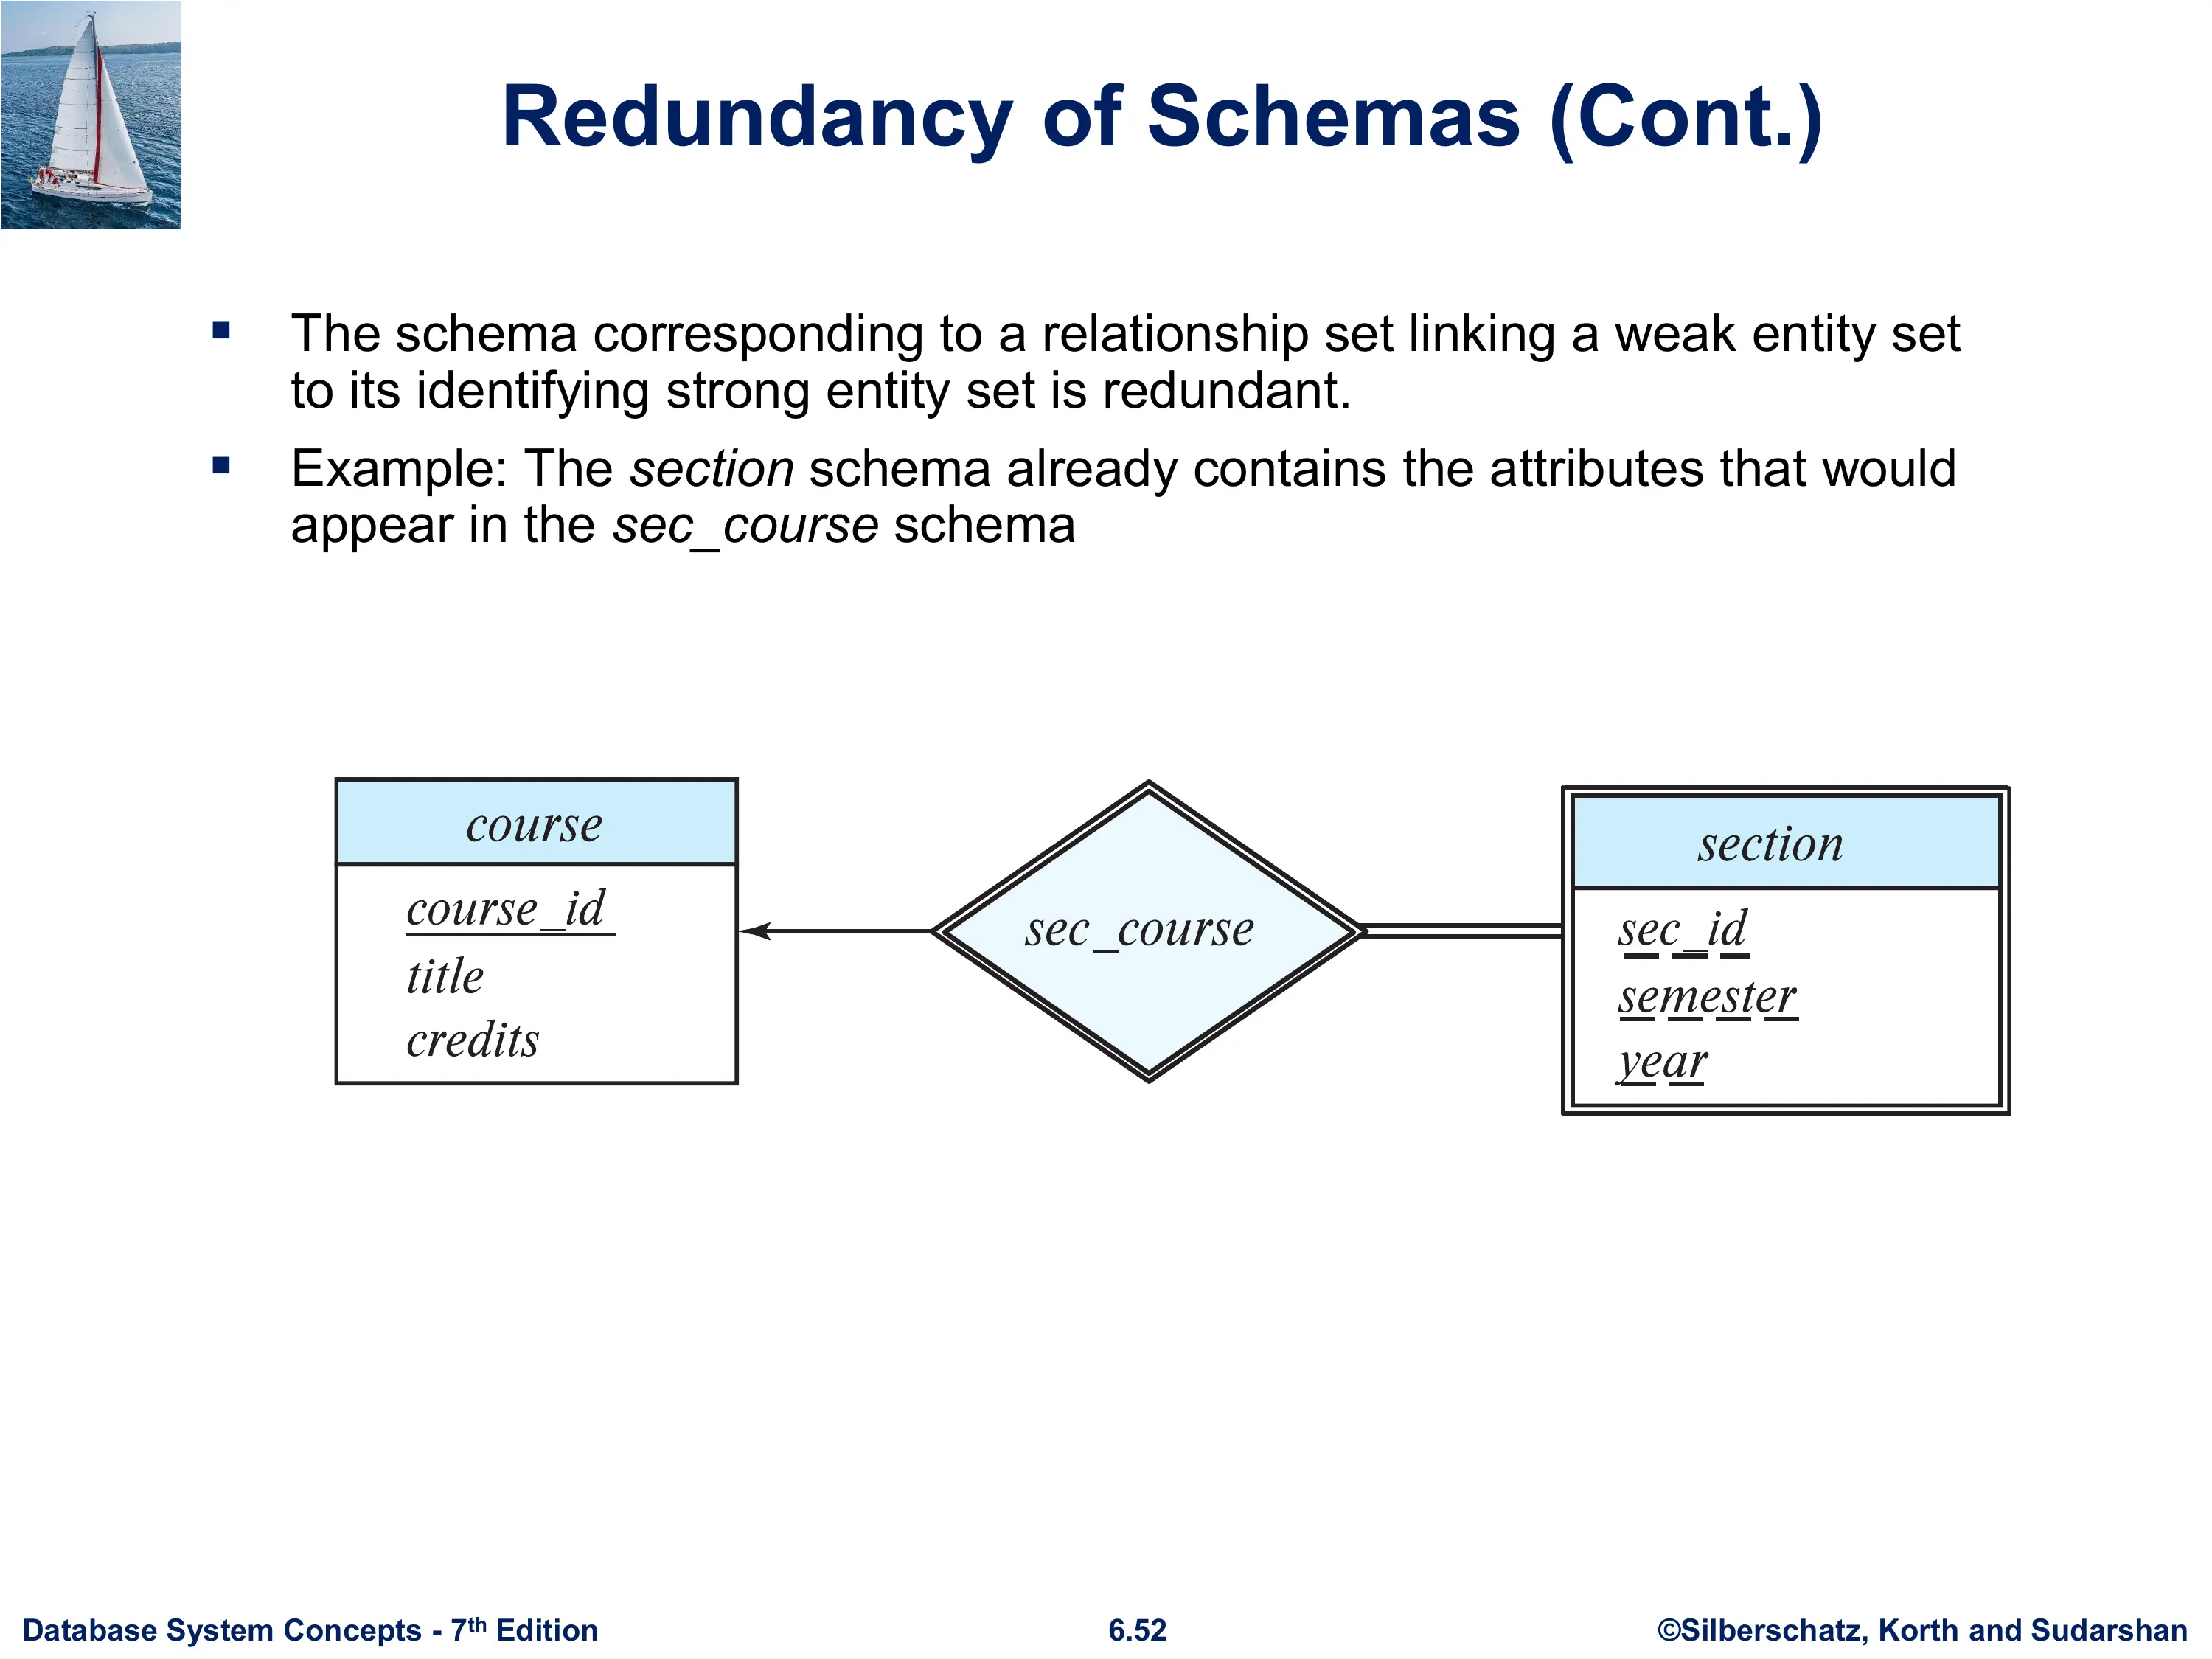 Redundancy of Schemas (Cont.)
▪ The schema corresponding to a relationship set linking a weak entity set
to its identifying strong entity set is redundant.
▪ Example: The section schema already contains the attributes that would
appear in the sec_course schema
course
course_id
title
credits
sec_course
section
sec_id
semester
year
Database System Concepts - 7th Edition
6.52
©Silberschatz, Korth and Sudarshan